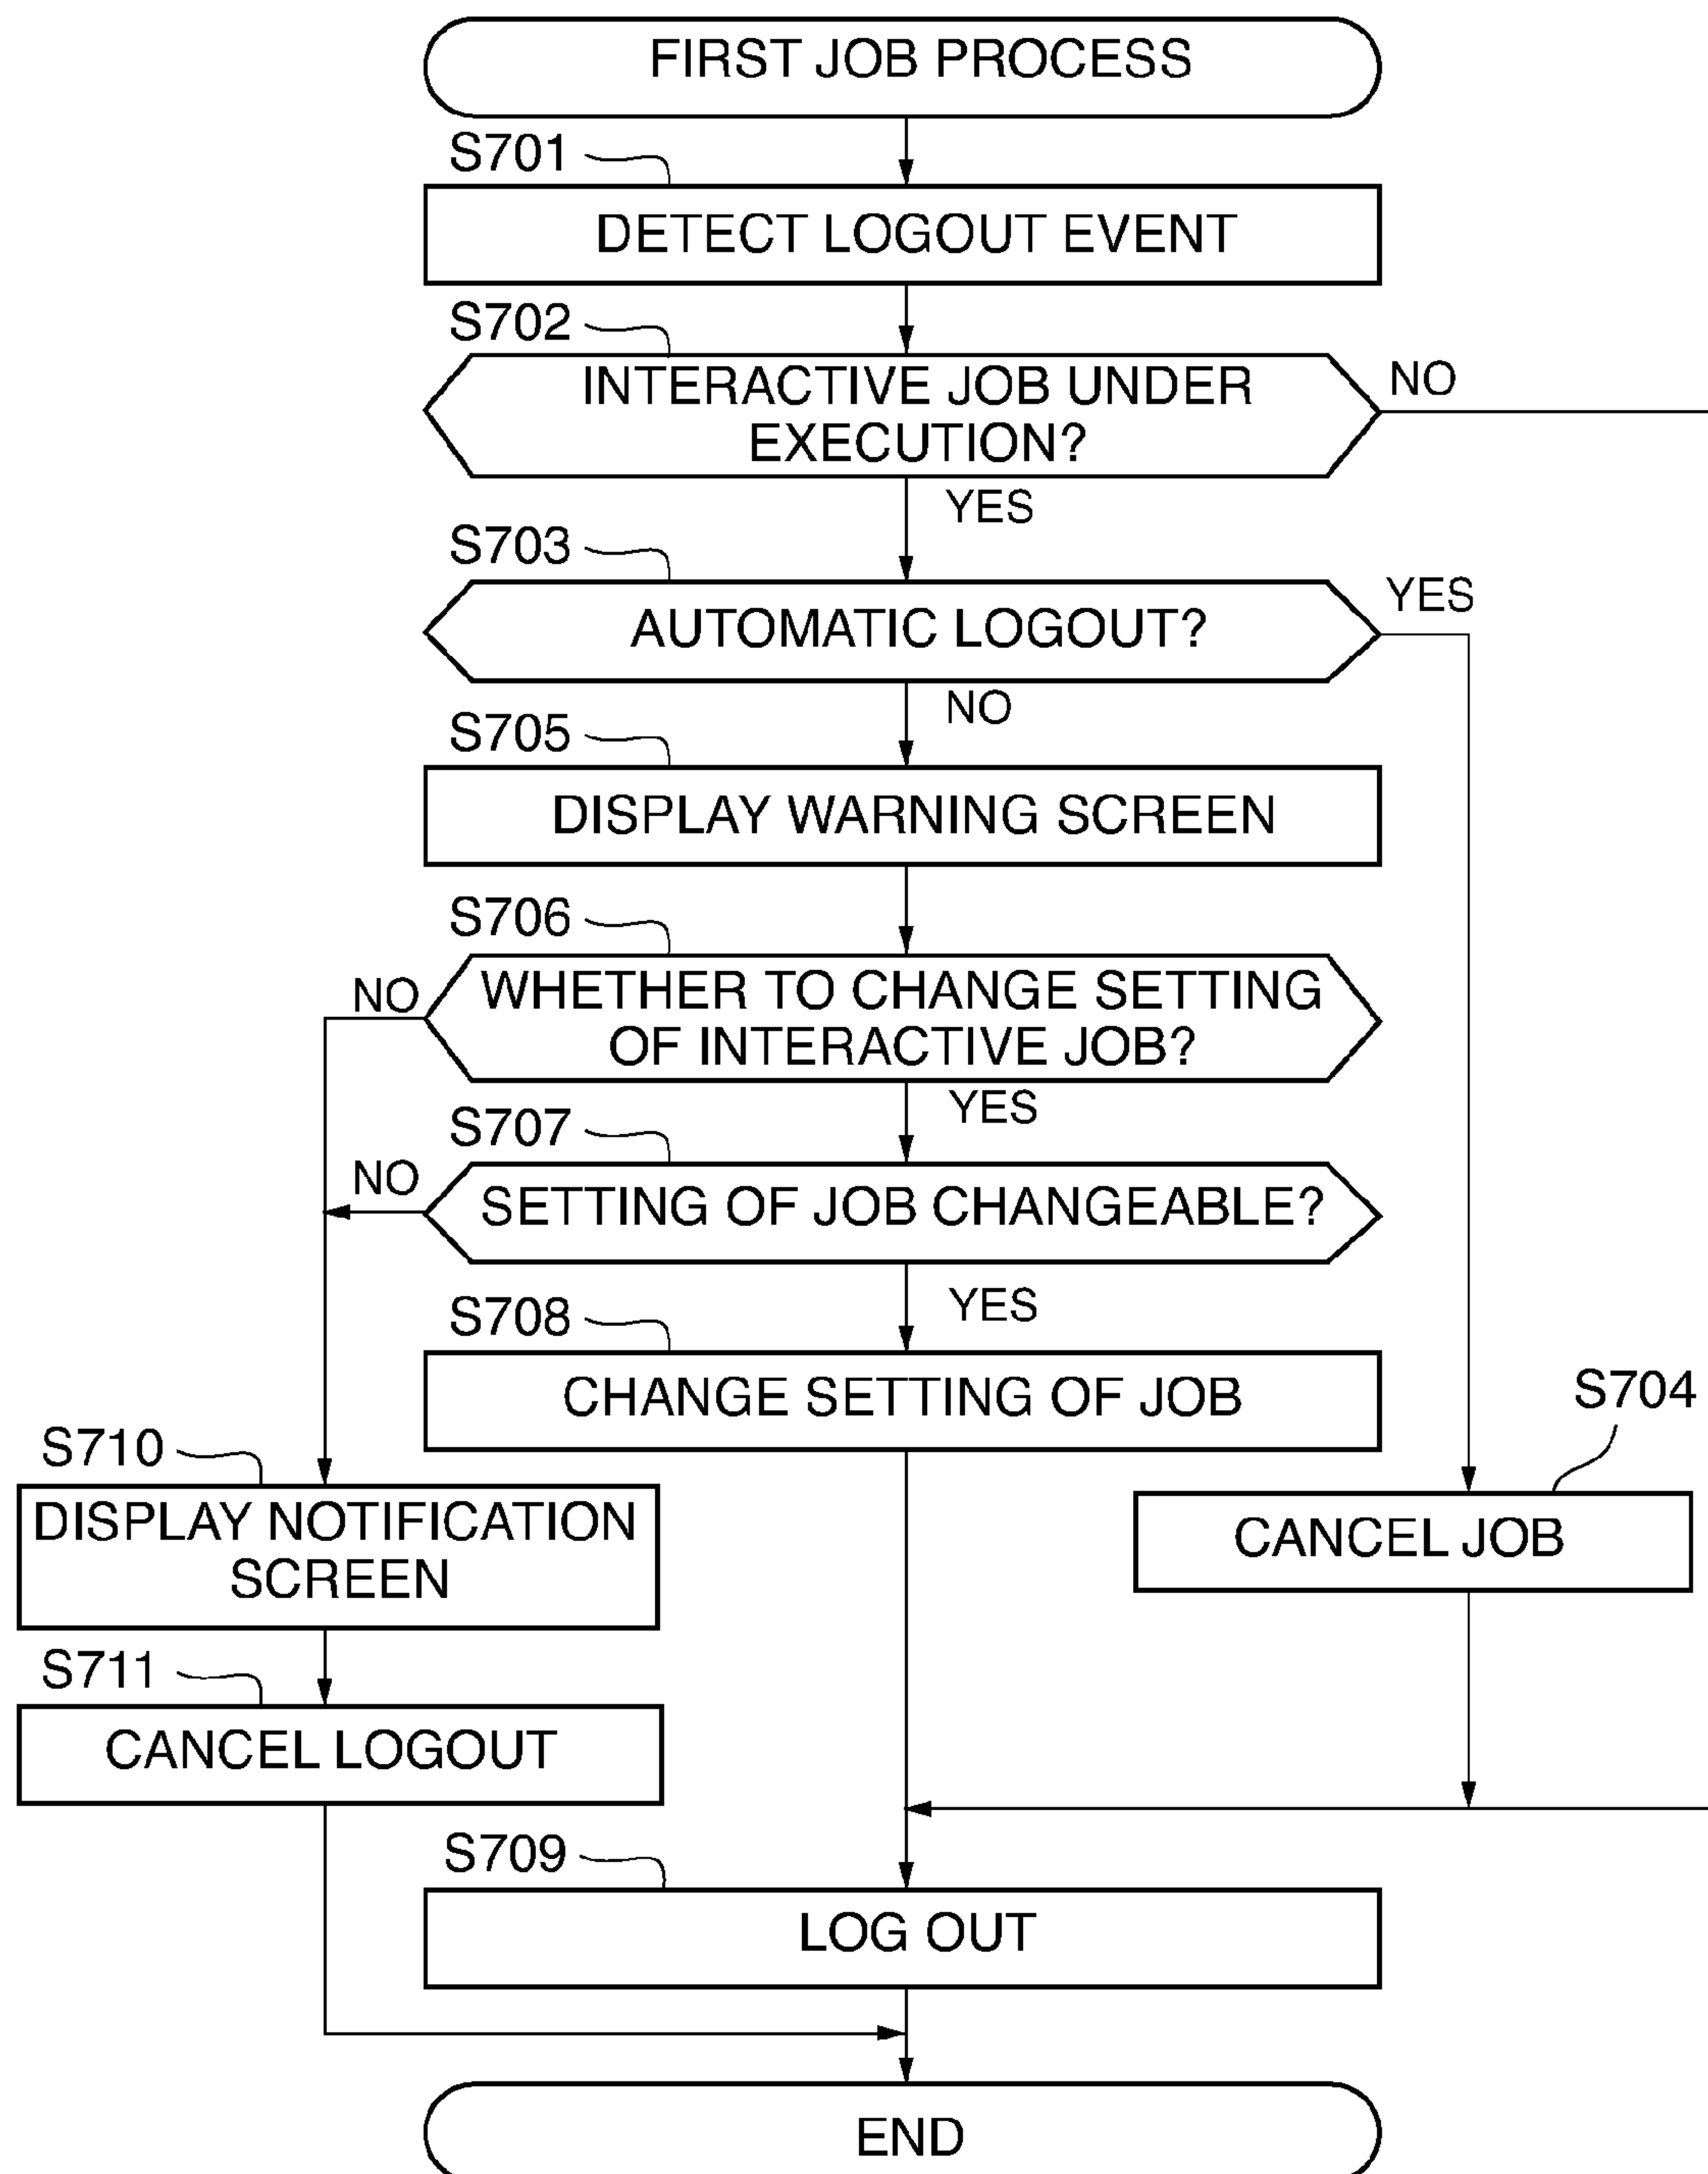 FIRST JOB PROCESS
S701
DETECT LOGOUT EVENT
S702
INTERACTIVE JOB UNDER
EXECUTION?
NO
YES
S703
AUTOMATIC LOGOUT?
YES
NO
S705
DISPLAY WARNING SCREEN
S706
WHETHER TO CHANGE SETTING
OF INTERACTIVE JOB?
NO
YES
S707
SETTING OF JOB CHANGEABLE?
NO
YES
S708
CHANGE SETTING OF JOB
S704
CANCEL JOB
S710
DISPLAY NOTIFICATION
SCREEN
S711
CANCEL LOGOUT
S709
LOG OUT
END